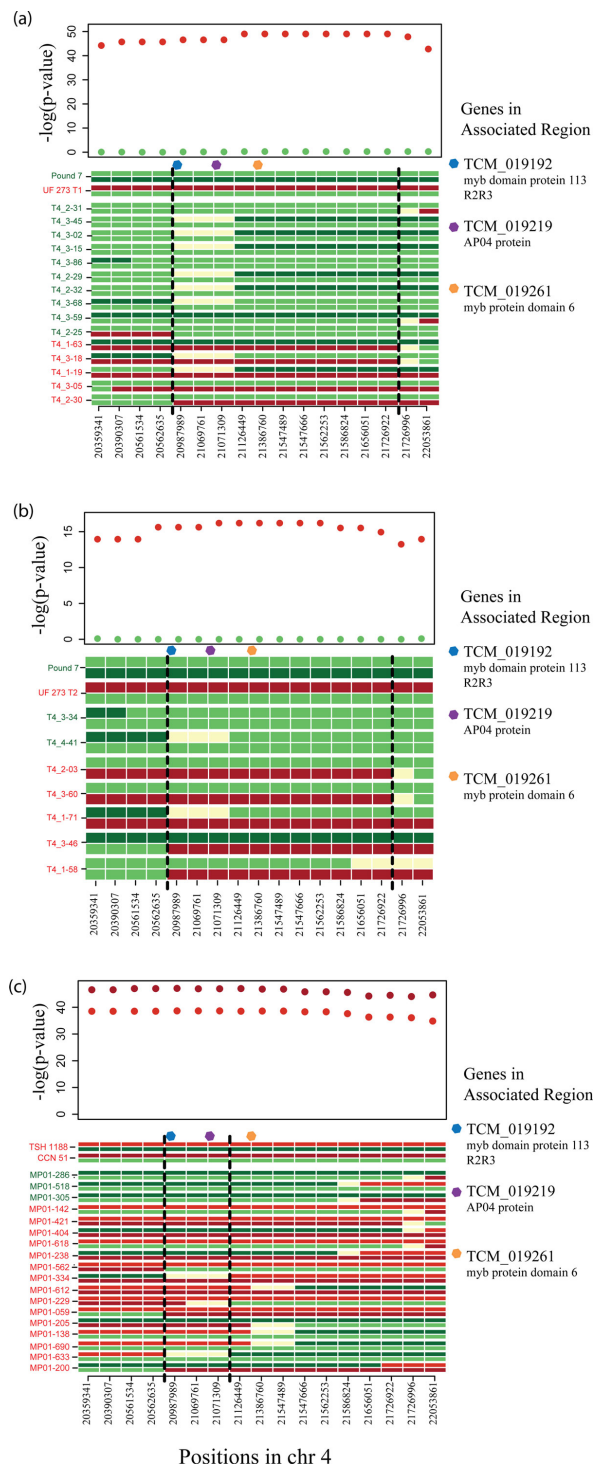 (a)
50
40
30
20
10
0
-log(p-value)
Genes in
Associated Region
TCM_019192
myb domain protein 113
R2R3
TCM_019219
AP04 protein
TCM_019261
myb protein domain 6
Pound 7
UF 273 T1
T4_2-31
T4_3-45
T4_3-02
T4_3-15
T4_3-86
T4_2-29
T4_2-32
T4_3-68
T4_3-59
T4_2-25
T4_1-63
T4_3-18
T4_1-19
T4_3-05
T4_2-30
20359341
20390307
20561534
20562635
20987989
21069761
21071309
21126449
21386760
21547489
21547666
21562253
21586824
21656051
21726922
21726996
22053861
(b)
15
10
5
0
-log(p-value)
Genes in
Associated Region
TCM_019192
myb domain protein 113
R2R3
TCM_019219
AP04 protein
TCM_019261
myb protein domain 6
Pound 7
UF 273 T2
T4_3-34
T4_4-41
T4_2-03
T4_3-60
T4_1-71
T4_3-46
T4_1-58
20359341
20390307
20561534
20562635
20987989
21069761
21071309
21126449
21386760
21547489
21547666
21562253
21586824
21656051
21726922
21726996
22053861
(c)
40
30
20
10
0
-log(p-value)
Genes in
Associated Region
TCM_019192
myb domain protein 113
R2R3
TCM_019219
AP04 protein
TCM_019261
myb protein domain 6
TSH 1188
CCN 51
MP01-286
MP01-518
MP01-305
MP01-142
MP01-421
MP01-404
MP01-618
MP01-238
MP01-562
MP01-334
MP01-612
MP01-229
MP01-059
MP01-205
MP01-138
MP01-690
MP01-633
MP01-200
20359341
20390307
20561534
20562635
20987989
21069761
21071309
21126449
21386760
21547489
21547666
21562253
21586824
21656051
21726922
21726996
22053861
Positions in chr 4